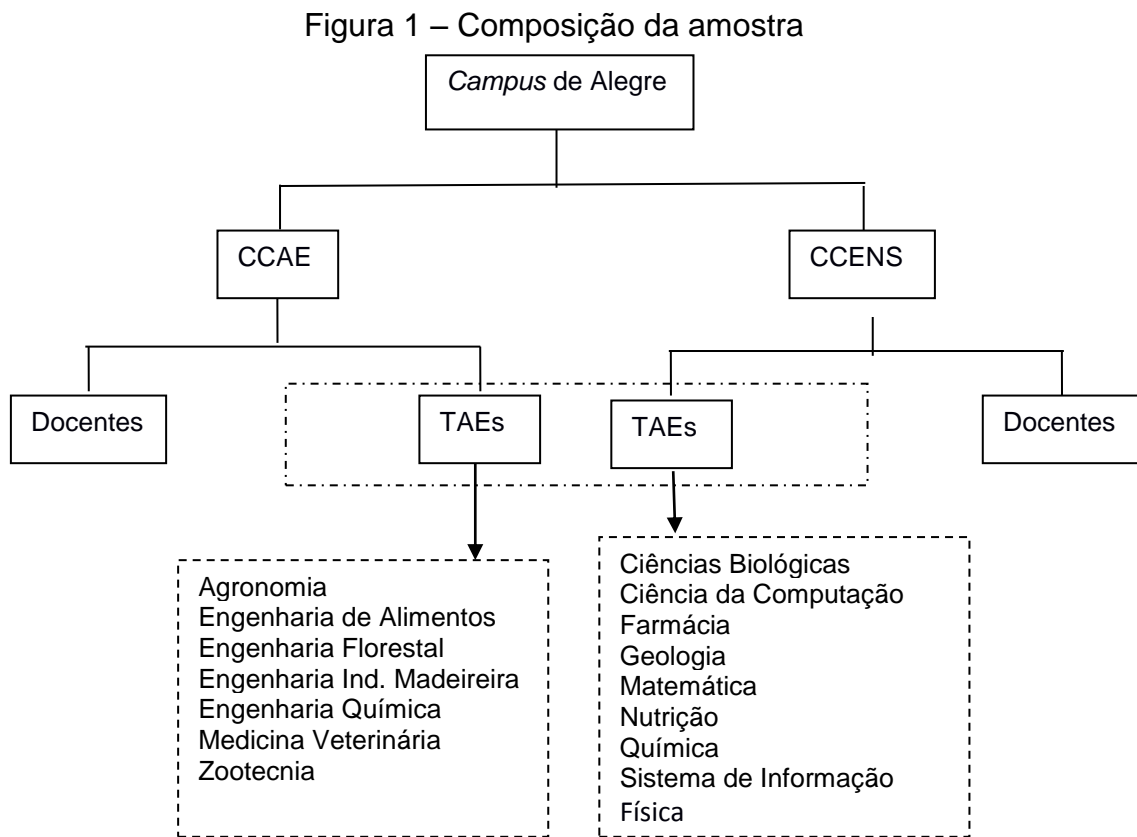 Figura 1 – Composição da amostra
Campus de Alegre
CCAE
CCENS
Docentes
TAEs
TAEs
Docentes
Agronomia
Engenharia de Alimentos
Engenharia Florestal
Engenharia Ind. Madeireira
Engenharia Química
Medicina Veterinária
Zootecnia
Ciências Biológicas
Ciência da Computação
Farmácia
Geologia
Matemática
Nutrição
Química
Sistema de Informação
Física